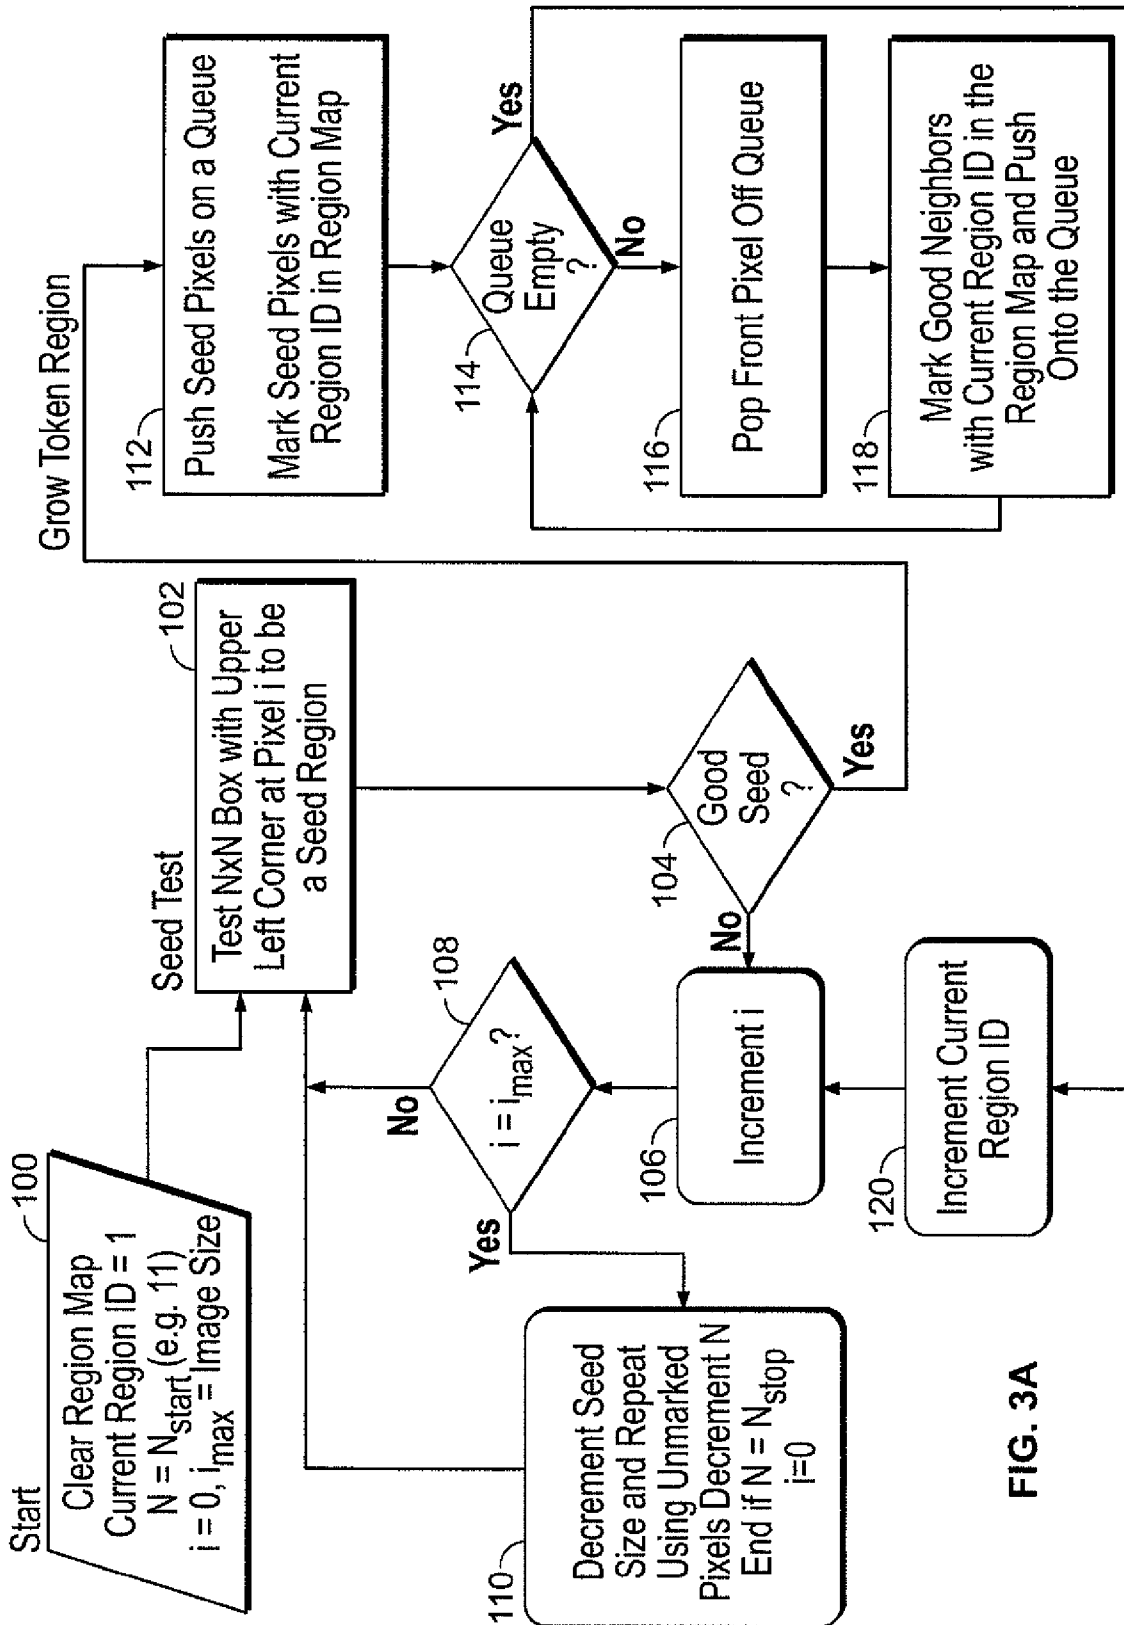 Start
100
Clear Region Map
Current Region ID = 1
N = Nstart(e.g. 11)
i = 0, imax = Image Size
Seed Test
102
Test NxN Box with Upper
Left Corner at Pixel i to be
a Seed Region
104
Good
Seed
?
No
Yes
106
Increment i
108
i = imax?
No
Yes
110
Decrement Seed
Size and Repeat
Using Unmarked
Pixels Decrement N
End if N = Nstop
i=0
Grow Token Region
112
Push Seed Pixels on a Queue
Mark Seed Pixels with Current
Region ID in Region Map
114
Queue
Empty
?
Yes
No
116
Pop Front Pixel Off Queue
118
Mark Good Neighbors
with Current Region ID in the
Region Map and Push
Onto the Queue
120
Increment Current
Region ID
FIG. 3A